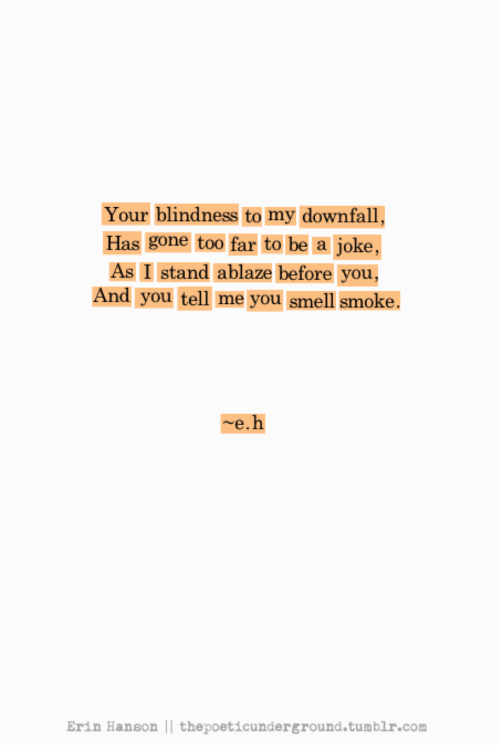 Your blindness to my downfall,
Has gone too far to be a joke,
As I stand ablaze before you,
And you tell me you smell smoke.
~e.h
Erin Hanson || thepoeticunderground.tumblr.com